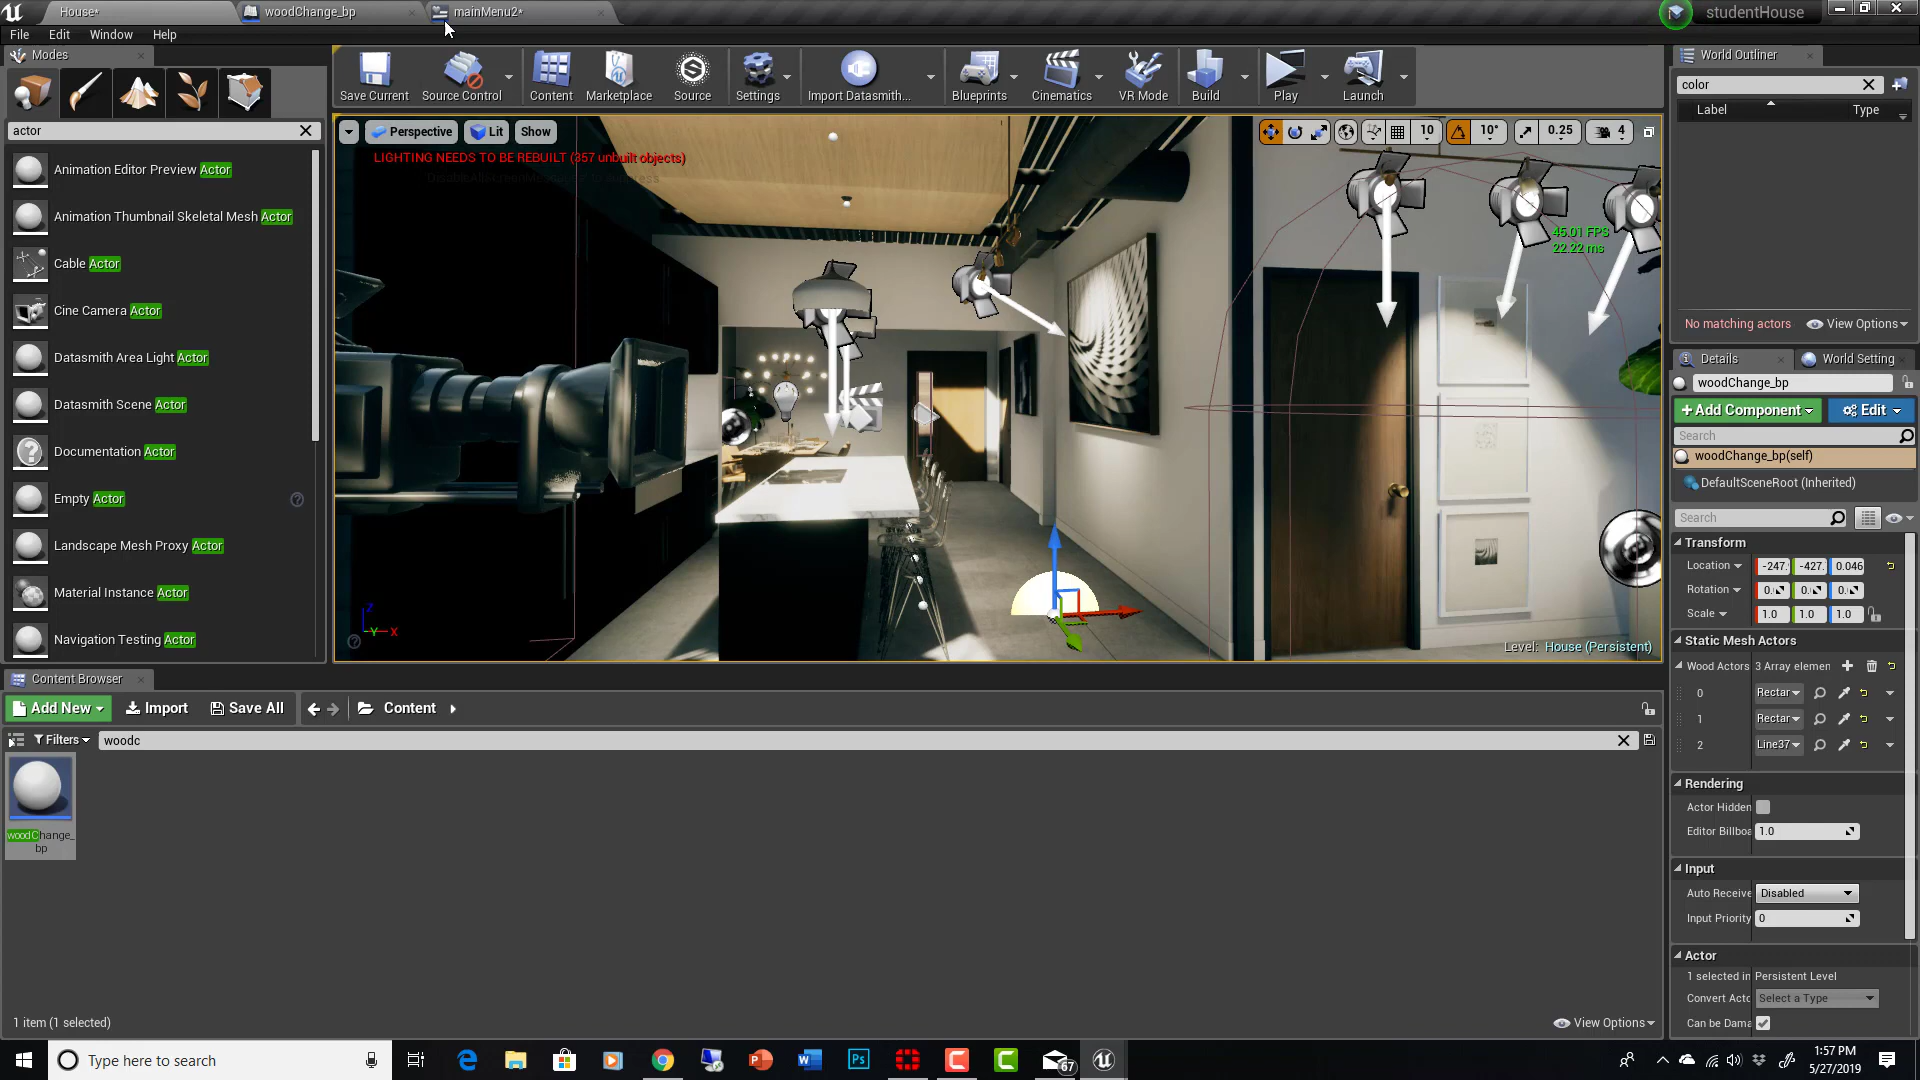 House*
woodChange_bp
mainMenu2*
studentHouse
File Edit Window Help
Modes
actor
Animation Editor Preview Actor
Animation Thumbnail Skeletal Mesh Actor
Cable Actor
Cine Camera Actor
Datasmith Area Light Actor
Datasmith Scene Actor
Documentation Actor
Empty Actor
Landscape Mesh Proxy Actor
Material Instance Actor
Navigation Testing Actor
Save Current
Source Control
Content
Marketplace
Source
Settings
Import Datasmith...
Blueprints
Cinematics
VR Mode
Build
Play
Launch
Perspective Lit Show
10 10° 0.25 4
LIGHTING NEEDS TO BE REBUILT (357 unbuilt objects)
45.01 FPS
22.22 ms
Z
Y X
Level: House (Persistent)
World Outliner
color
Label Type
No matching actors
View Options
Details
World Setting
woodChange_bp
+Add Component
Edit
Search
woodChange_bp(self)
DefaultSceneRoot (Inherited)
Search
Transform
Location -247. -427. 0.046
Rotation 0. 0. 0.
Scale 1.0 1.0 1.0
Static Mesh Actors
Wood Actors 3 Array elemen
0 Rectar
1 Rectar
2 Line37
Rendering
Actor Hidden
Editor Billboa 1.0
Input
Auto Receive Disabled
Input Priority 0
Actor
1 selected in Persistent Level
Convert Acto Select a Type
Can be Dama
Content Browser
Add New Import Save All Content
Filters woodc
woodChange_
bp
1 item (1 selected)
View Options
Type here to search
67
1:57 PM
5/27/2019